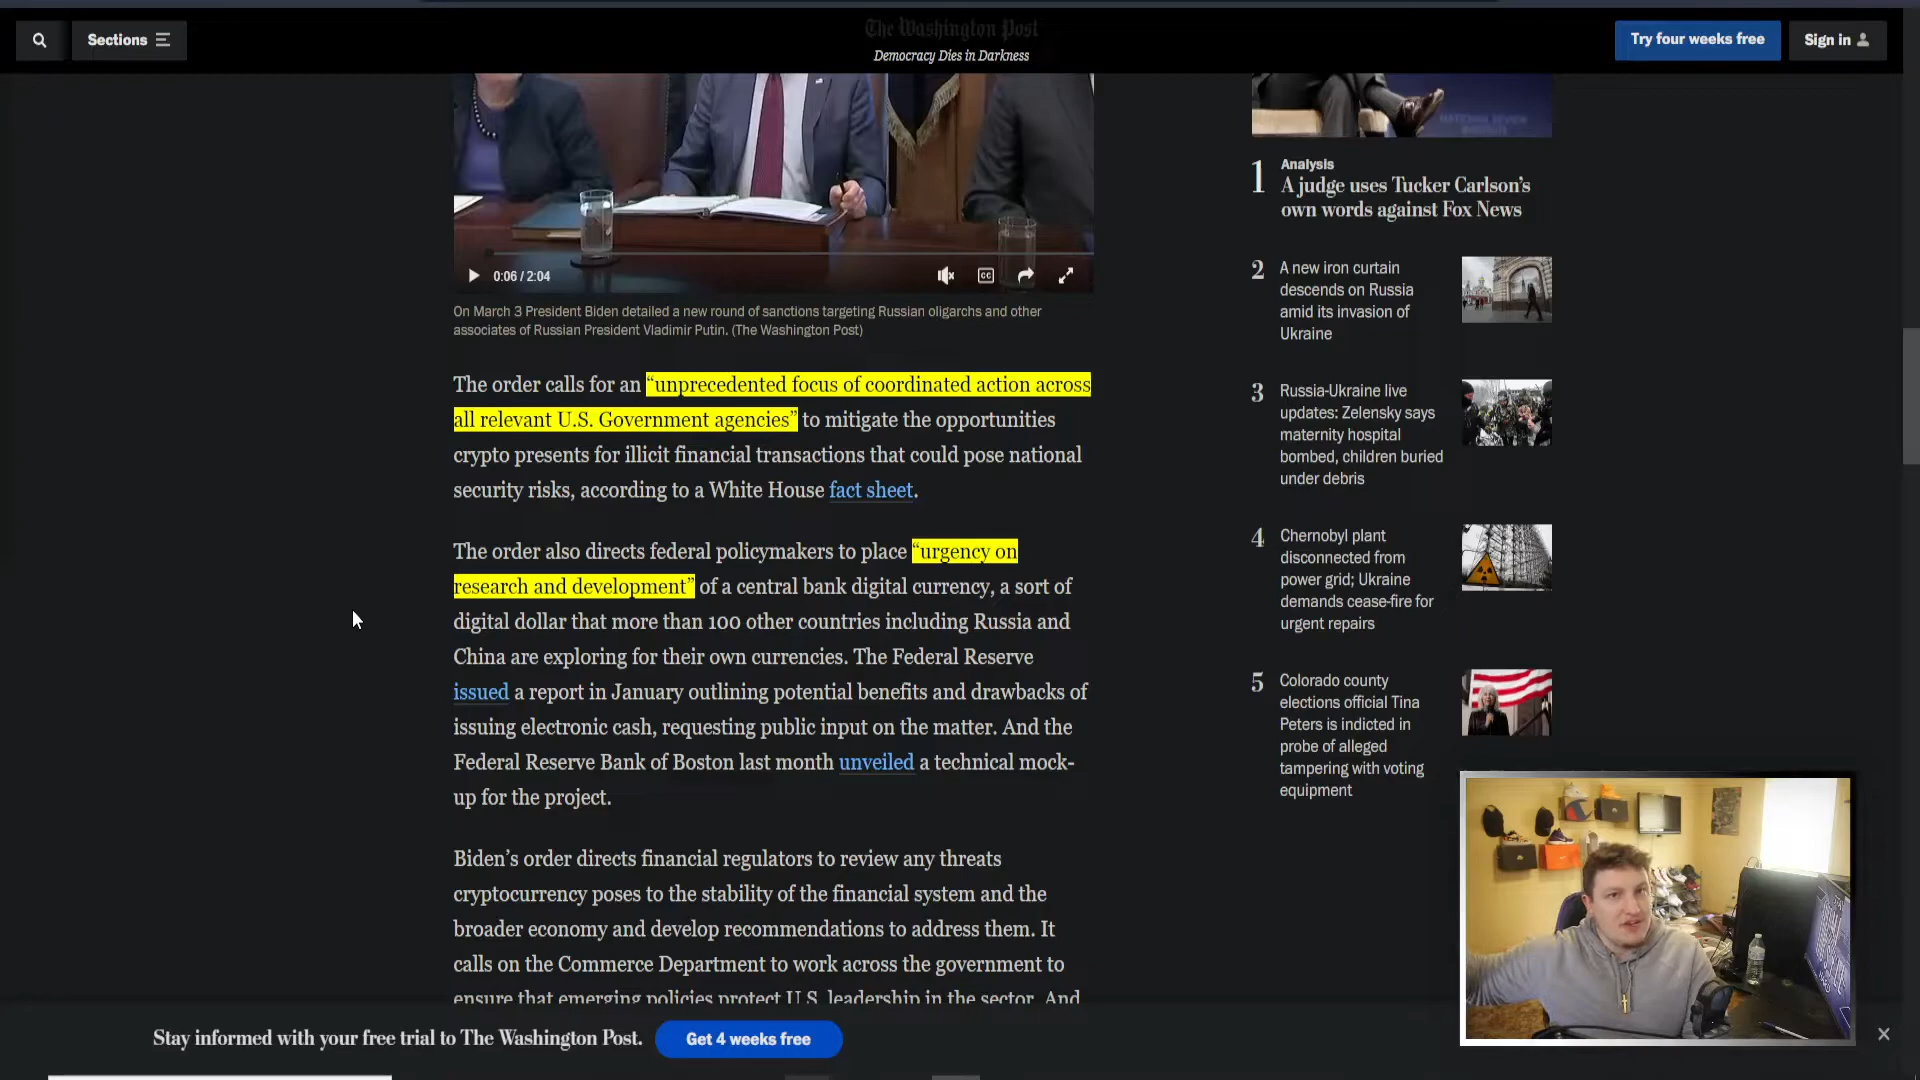 Sections
The Washington Post
Democracy Dies in Darkness
Try four weeks free
Sign in
0:06 / 2:04
CC
On March 3 President Biden detailed a new round of sanctions targeting Russian oligarchs and other
associates of Russian President Vladimir Putin. (The Washington Post)
The order calls for an “unprecedented focus of coordinated action across
all relevant U.S. Government agencies” to mitigate the opportunities
crypto presents for illicit financial transactions that could pose national
security risks, according to a White House fact sheet.
The order also directs federal policymakers to place “urgency on
research and development” of a central bank digital currency, a sort of
digital dollar that more than 100 other countries including Russia and
China are exploring for their own currencies. The Federal Reserve
issued a report in January outlining potential benefits and drawbacks of
issuing electronic cash, requesting public input on the matter. And the
Federal Reserve Bank of Boston last month unveiled a technical mock-
up for the project.
Biden’s order directs financial regulators to review any threats
cryptocurrency poses to the stability of the financial system and the
broader economy and develop recommendations to address them. It
calls on the Commerce Department to work across the government to
ensure that emerging policies protect U.S. leadership in the sector. And
NATIONAL REVIEW
INSTITUTE
1 Analysis
A judge uses Tucker Carlson’s
own words against Fox News
2 A new iron curtain
descends on Russia
amid its invasion of
Ukraine
3 Russia-Ukraine live
updates: Zelensky says
maternity hospital
bombed, children buried
under debris
4 Chernobyl plant
disconnected from
power grid; Ukraine
demands cease-fire for
urgent repairs
5 Colorado county
elections official Tina
Peters is indicted in
probe of alleged
tampering with voting
equipment
Stay informed with your free trial to The Washington Post.
Get 4 weeks free